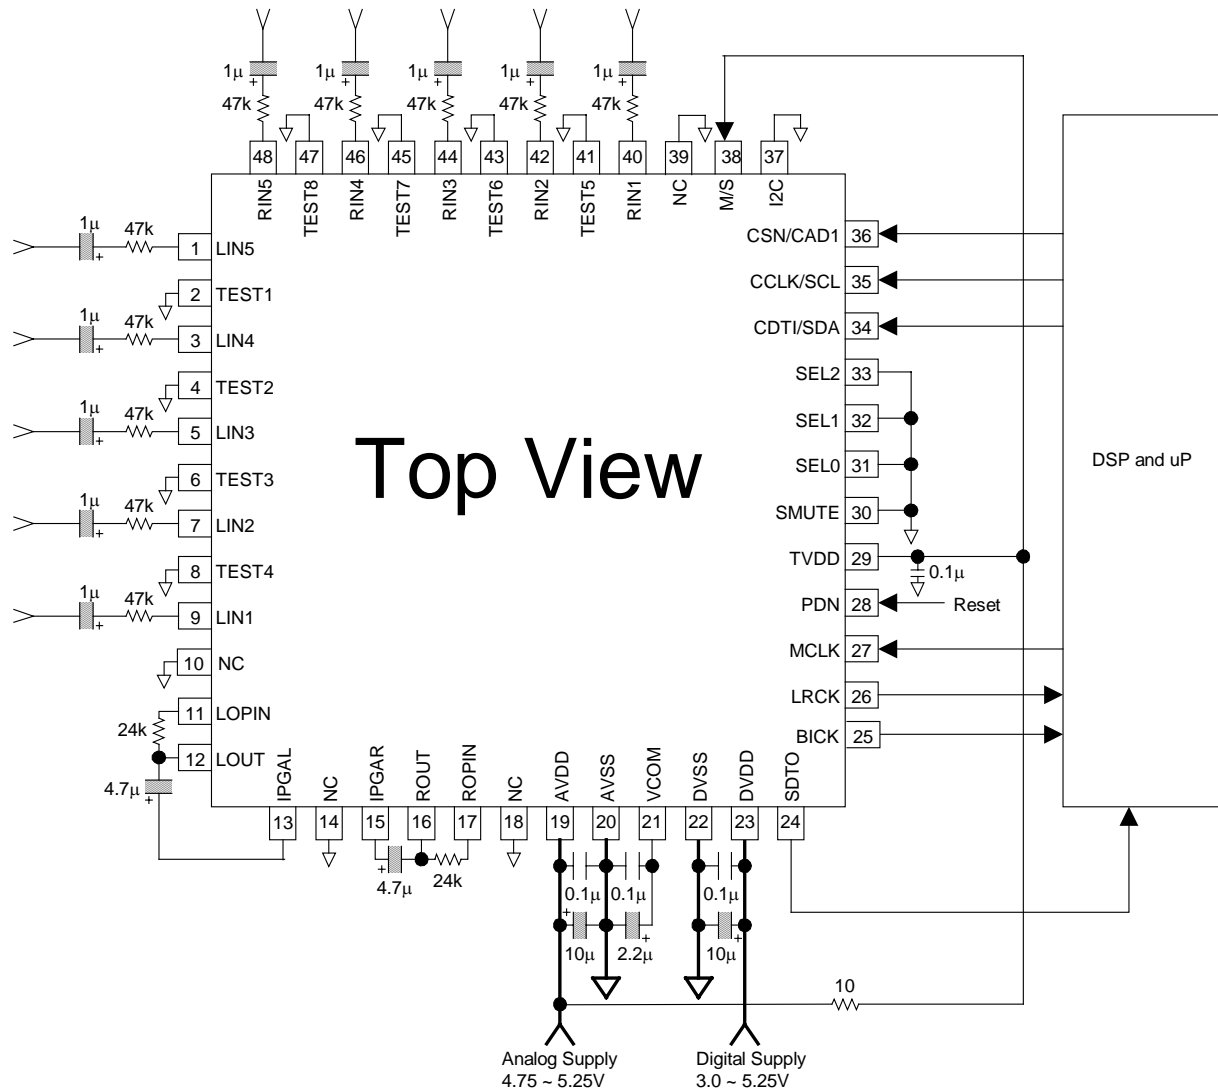 1μ 1μ 1μ 1μ 1μ
+ + + + +
47k 47k 47k 47k 47k
48 47 46 45 44 43 42 41 40 39 38 37
RIN5 TEST8 RIN4 TEST7 RIN3 TEST6 RIN2 TEST5 RIN1 NC M/S I2C
1μ + 47k 1 LIN5
2 TEST1
1μ + 47k 3 LIN4
4 TEST2
1μ + 47k 5 LIN3
6 TEST3
1μ + 47k 7 LIN2
8 TEST4
1μ + 47k 9 LIN1
10 NC
11 LOPIN
24k
12 LOUT
4.7μ +
Top View
CSN/CAD1 36
CCLK/SCL 35
CDTI/SDA 34
SEL2 33
SEL1 32
SEL0 31
SMUTE 30
TVDD 29
0.1μ
PDN 28 Reset
MCLK 27
LRCK 26
BICK 25
DSP and uP
IPGAL NC IPGAR ROUT ROPIN NC AVDD AVSS VCOM DVSS DVDD SDTO
13 14 15 16 17 18 19 20 21 22 23 24
+ 4.7μ 24k
0.1μ 0.1μ 0.1μ
+ + +
10μ 2.2μ 10μ
10
Analog Supply
4.75 ~ 5.25V
Digital Supply
3.0 ~ 5.25V